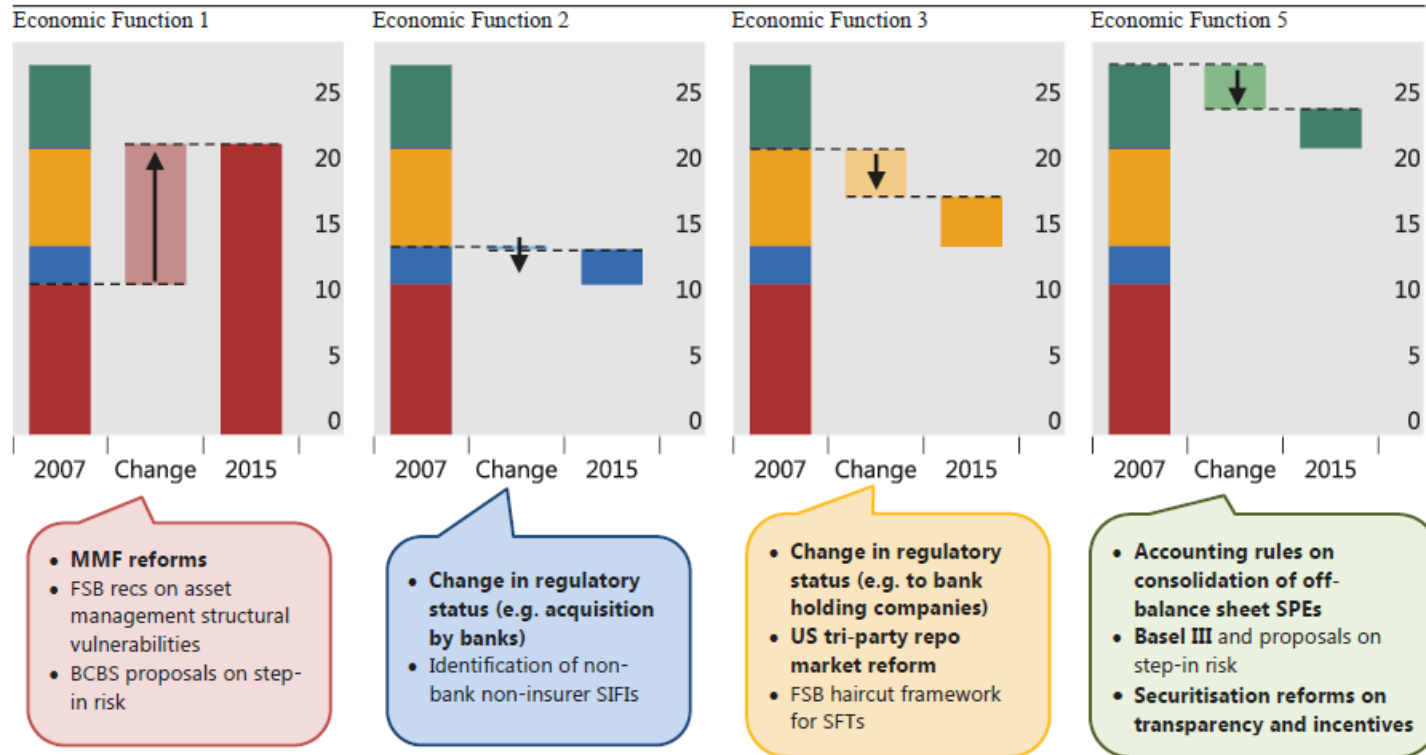 Economic Function 1
Economic Function 2
Economic Function 3
Economic Function 5
25
20
15
10
5
0
2007 Change 2015
25
20
15
10
5
0
2007 Change 2015
25
20
15
10
5
0
2007 Change 2015
25
20
15
10
5
0
2007 Change 2015
• MMF reforms
• FSB recs on asset
management structural
vulnerabilities
• BCBS proposals on step-
in risk
• Change in regulatory
status (e.g. acquisition
by banks)
• Identification of non-
bank non-insurer SIFIs
• Change in regulatory
status (e.g. to bank
holding companies)
• US tri-party repo
market reform
• FSB haircut framework
for SFTs
• Accounting rules on
consolidation of off-
balance sheet SPEs
• Basel III and proposals on
step-in risk
• Securitisation reforms on
transparency and incentives